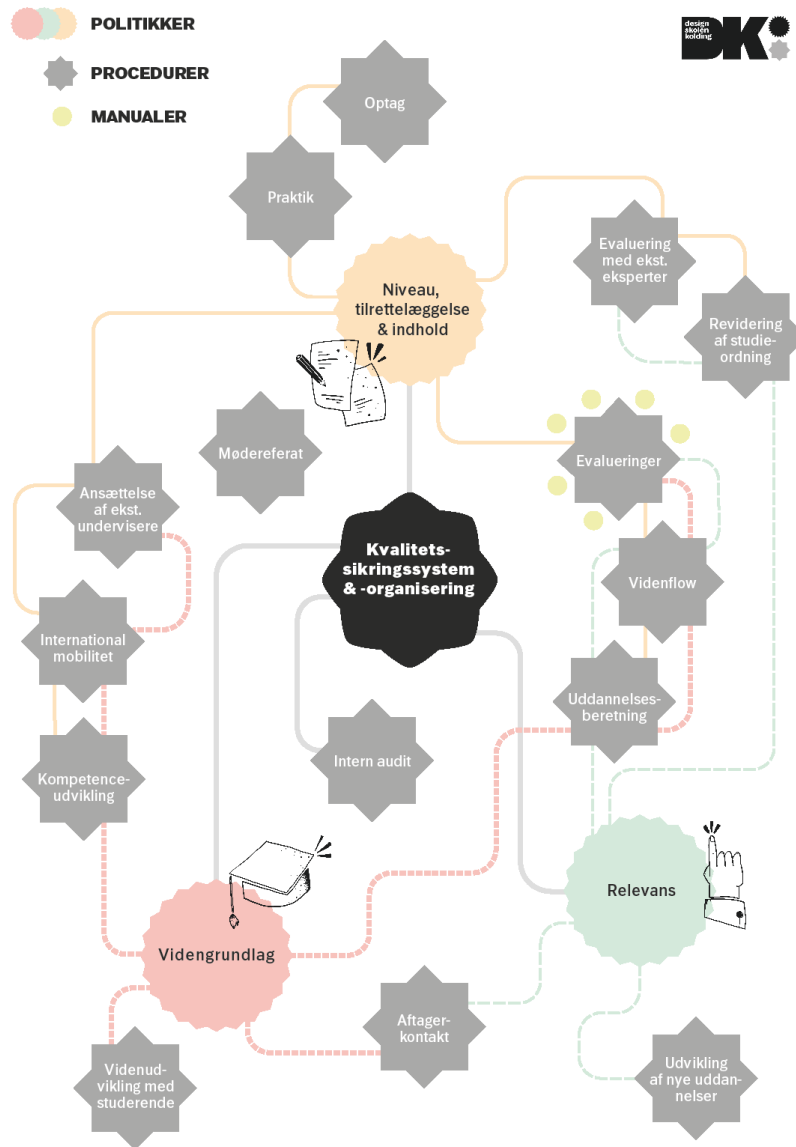 POLITIKKER
PROCEDURER
MANUALER
design
skolen
kolding
DK
Optag
Praktik
Niveau,
tilrettelæggelse
& indhold
Evaluering
med ekst.
eksperter
Revidering
af studie-
ordning
Mødereferat
Evalueringer
Ansættelse
af ekst.
undervisere
Kvalitets-
sikringssystem
& -organisering
Videnflow
International
mobilitet
Uddannelses-
beretning
Intern audit
Kompetence-
udvikling
Relevans
Videngrundlag
Aftager-
kontakt
Videnud-
vikling med
studerende
Udvikling
af nye uddan-
nelser